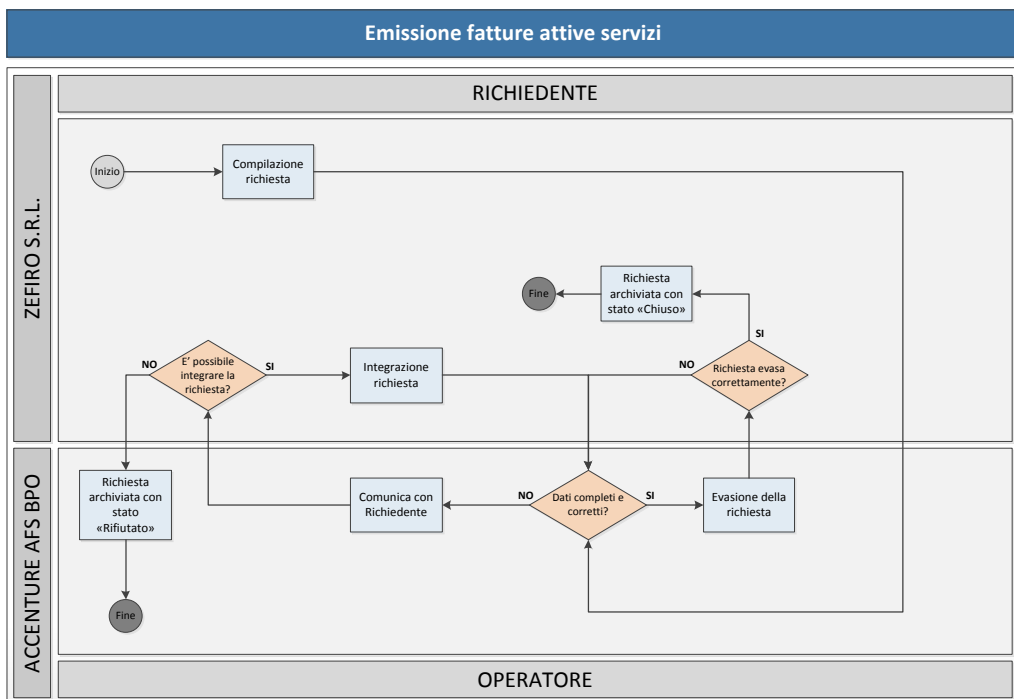 Emissione fatture attive servizi
RICHIEDENTE
ZEFIRO S.R.L.
Inizio
Compilazione
richiesta
Richiesta
archiviata con
stato «Chiuso»
Fine
SI
NO
E' possibile
integrare la
richiesta?
SI
Integrazione
richiesta
NO
Richiesta evasa
correttamente?
ACCENTURE AFS BPO
Richiesta
archiviata con
stato
«Rifiutato»
Comunica con
Richiedente
NO
Dati completi e
corretti?
SI
Evasione della
richiesta
Fine
OPERATORE